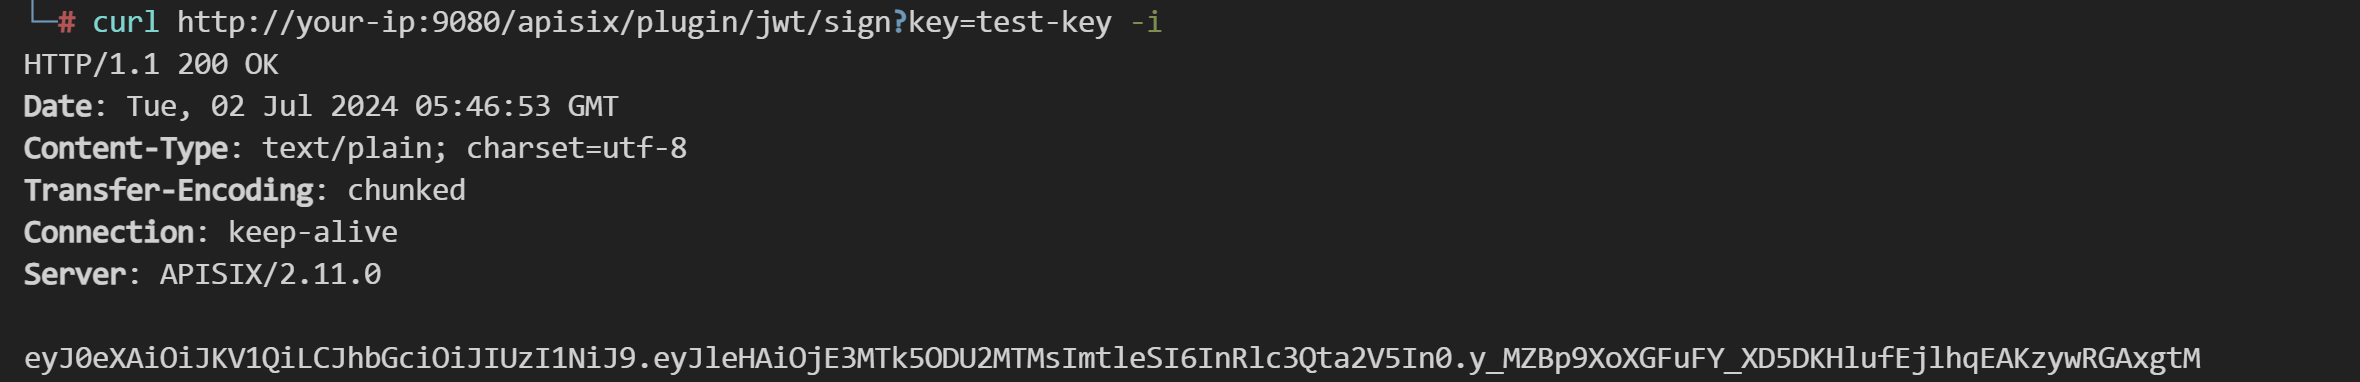 └─# curl http://your-ip:9080/apisix/plugin/jwt/sign?key=test-key -i
HTTP/1.1 200 OK
Date: Tue, 02 Jul 2024 05:46:53 GMT
Content-Type: text/plain; charset=utf-8
Transfer-Encoding: chunked
Connection: keep-alive
Server: APISIX/2.11.0
eyJ0eXAiOiJKV1QiLCJhbGciOiJIUzI1NiJ9.eyJleHAiOjE3MTk5ODU2MTMsImtleSI6InRlc3Qta2V5In0.y_MZBp9XoXGFuFY_XD5DKHlufEjlhqEAKzywRGAxgtM